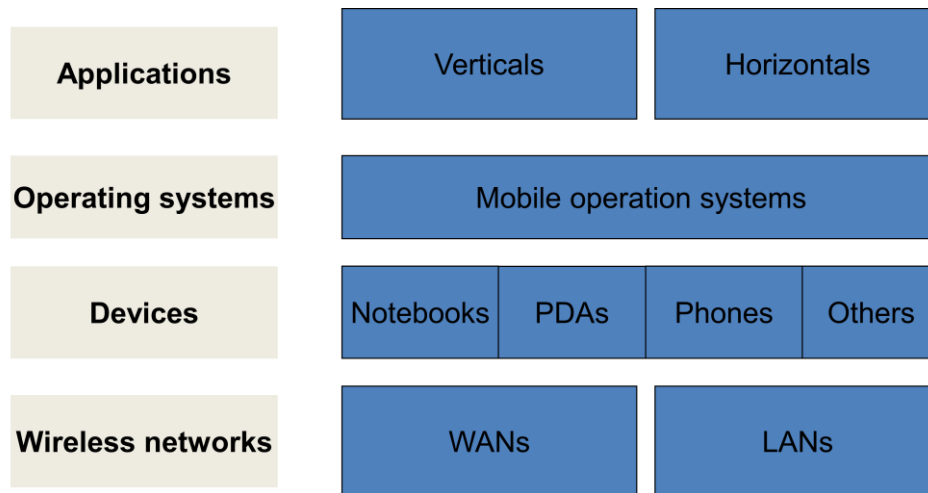 Applications
Verticals
Horizontals
Operating systems
Mobile operation systems
Devices
Notebooks
PDAs
Phones
Others
Wireless networks
WANs
LANs